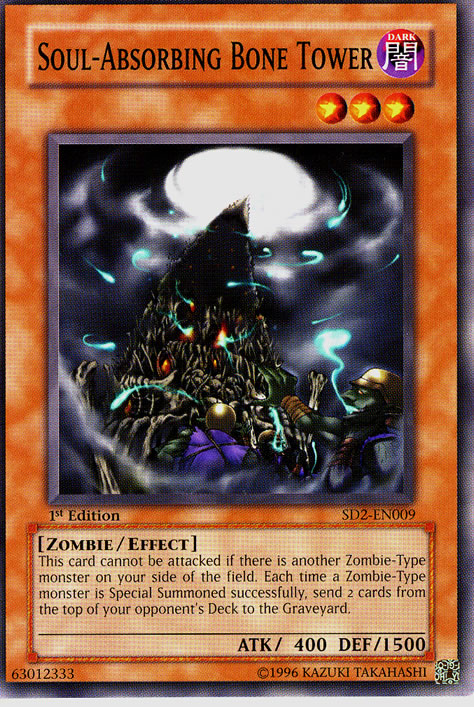 SOUL-ABSORBING BONE TOWER
DARK
闇
1st Edition
SD2-EN009
[ZOMBIE/EFFECT]
This card cannot be attacked if there is another Zombie-Type
monster on your side of the field. Each time a Zombie-Type
monster is Special Summoned successfully, send 2 cards from
the top of your opponent's Deck to the Graveyard.
ATK/ 400 DEF/1500
63012333
©1996 KAZUKI TAKAHASHI